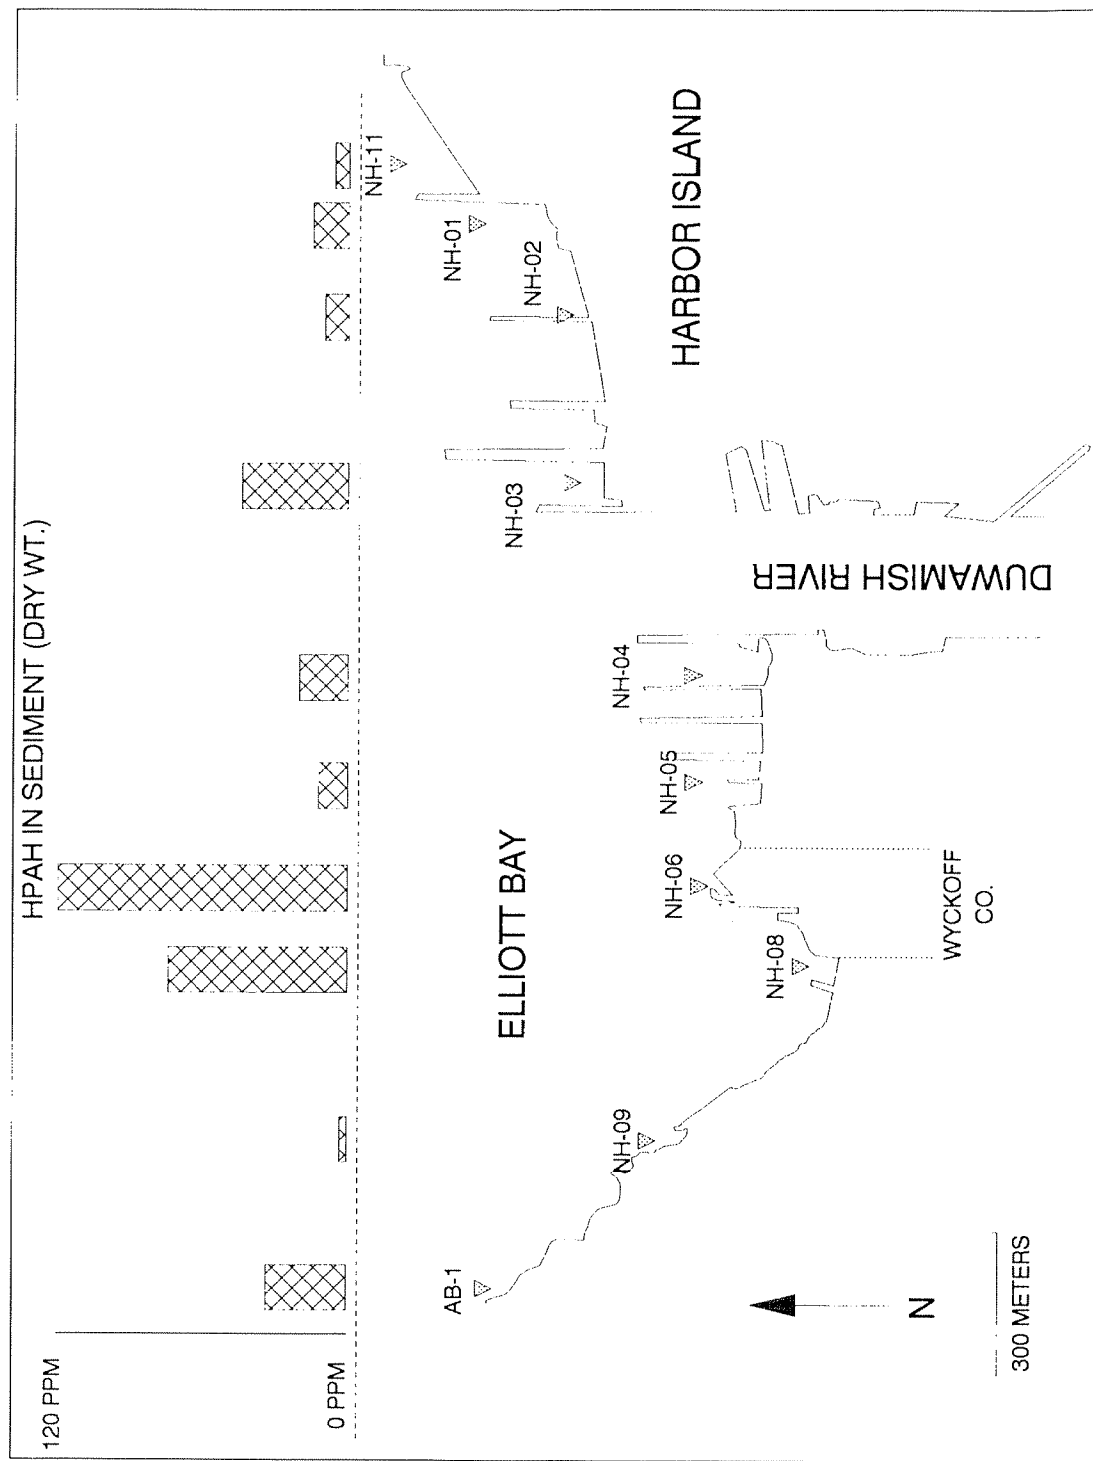 HPAH IN SEDIMENT (DRY WT.)
120 PPM
0 PPM
NH-11
NH-01
NH-02
NH-03
NH-04
NH-05
NH-06
NH-08
NH-09
AB-1
ELLIOTT BAY
HARBOR ISLAND
DUWAMISH RIVER
WYCKOFF
CO.
N
300 METERS